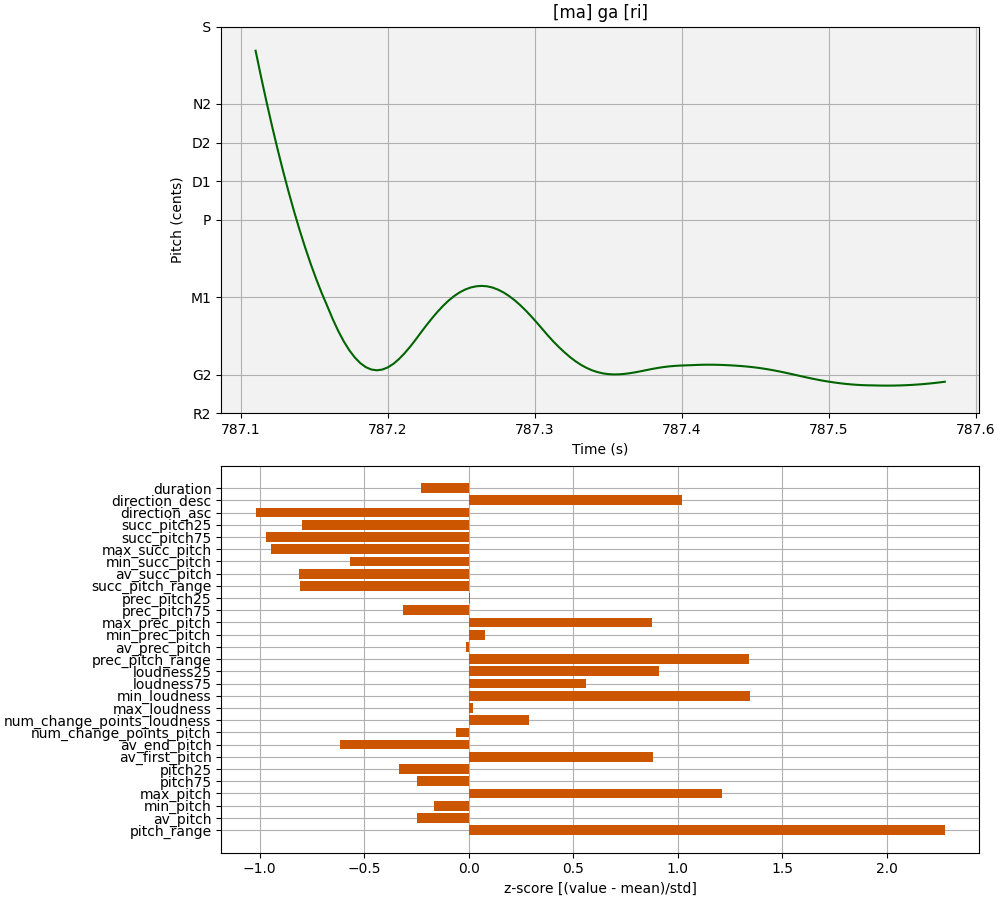 [ma] ga [ri]
S
N2
D2
D1
P
M1
G2
R2
Pitch (cents)
787.1 787.2 787.3 787.4 787.5 787.6
Time (s)
duration
direction_desc
direction_asc
succ_pitch25
succ_pitch75
max_succ_pitch
min_succ_pitch
av_succ_pitch
succ_pitch_range
prec_pitch25
prec_pitch75
max_prec_pitch
min_prec_pitch
av_prec_pitch
prec_pitch_range
loudness25
loudness75
min_loudness
max_loudness
num_change_points_loudness
num_change_points_pitch
av_end_pitch
av_first_pitch
pitch25
pitch75
max_pitch
min_pitch
av_pitch
pitch_range
−1.0 −0.5 0.0 0.5 1.0 1.5 2.0
z-score [(value - mean)/std]